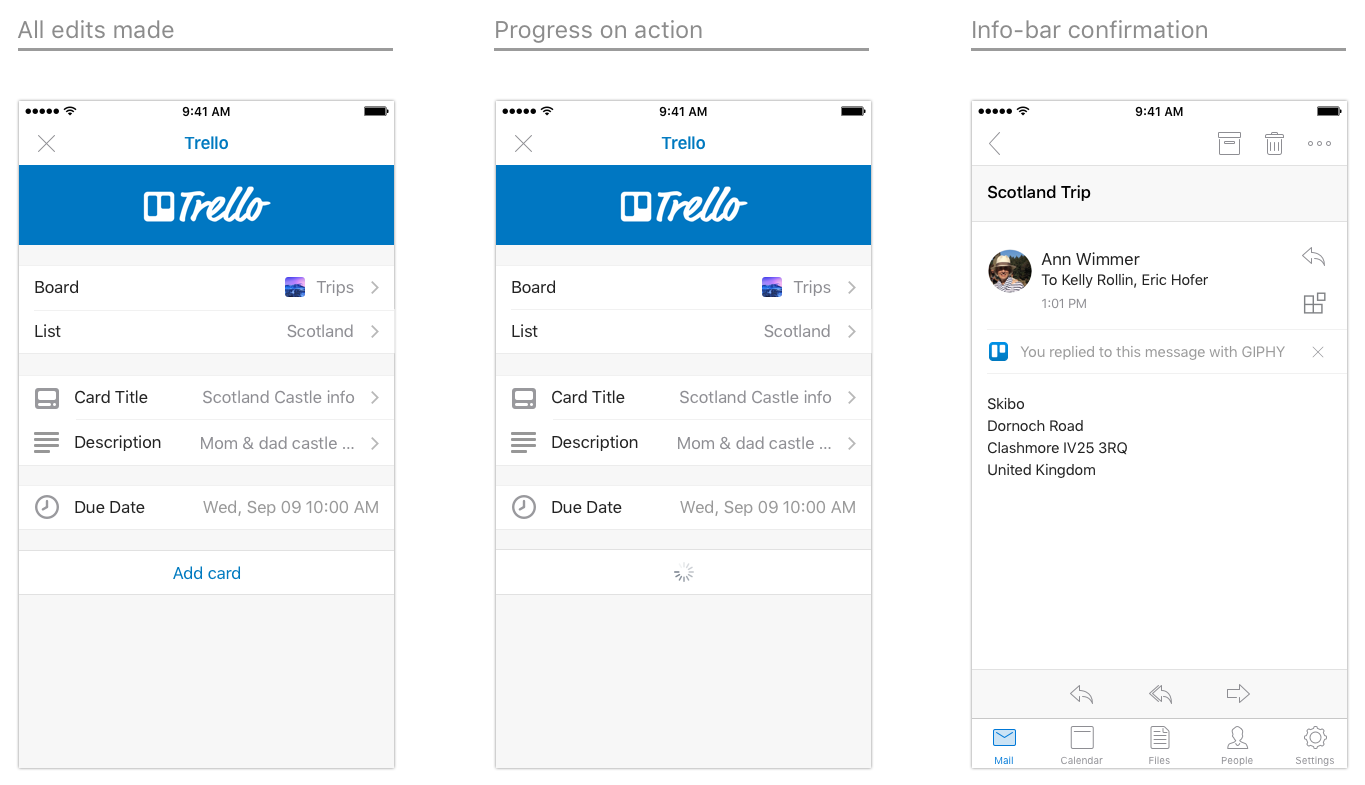 All edits made
9:41 AM
Trello
Trello
Board Trips
List Scotland
Card Title Scotland Castle info
Description Mom & dad castle ...
Due Date Wed, Sep 09 10:00 AM
Add card
Progress on action
9:41 AM
Trello
Trello
Board Trips
List Scotland
Card Title Scotland Castle info
Description Mom & dad castle ...
Due Date Wed, Sep 09 10:00 AM
Info-bar confirmation
9:41 AM
Scotland Trip
Ann Wimmer
To Kelly Rollin, Eric Hofer
1:01 PM
You replied to this message with GIPHY
Skibo
Dornoch Road
Clashmore IV25 3RQ
United Kingdom
Mail Calendar Files People Settings